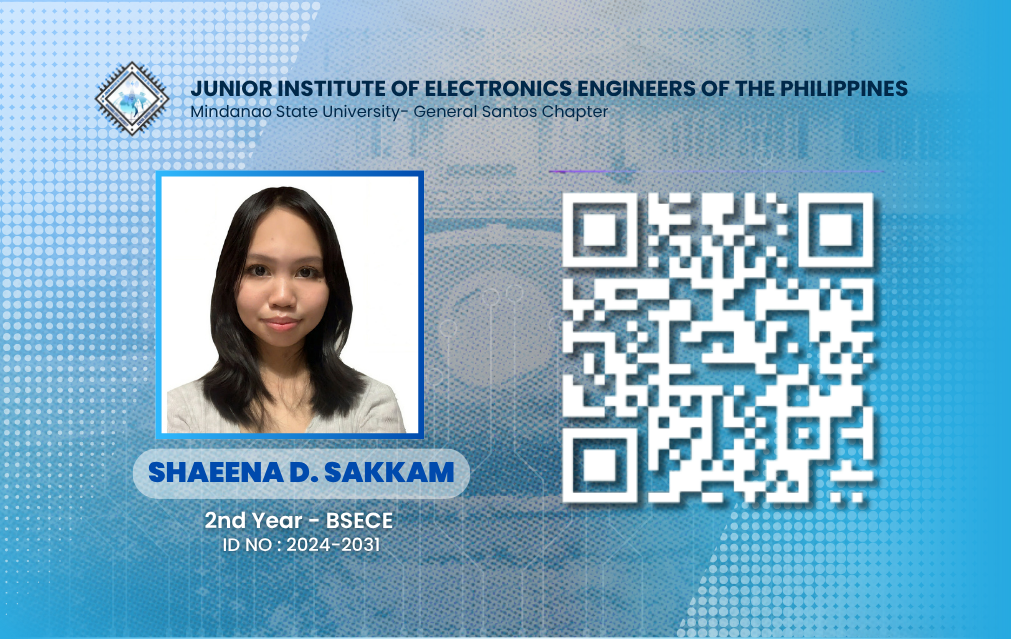 JUNIOR INSTITUTE OF ELECTRONICS ENGINEERS OF THE PHILIPPINES
Mindanao State University- General Santos Chapter
SHAEENA D. SAKKAM
2nd Year - BSECE
ID NO : 2024-2031